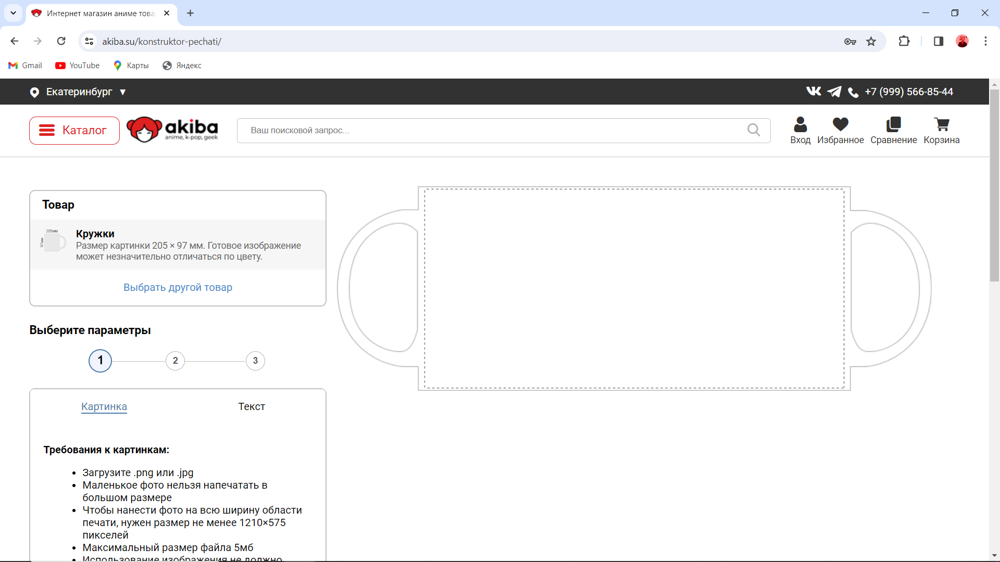 Интернет магазин аниме това
akiba.su/konstruktor-pechati/
Gmail
YouTube
Карты
Яндекс
Екатеринбург ▼
+7 (999) 566-85-44
Каталог
akiba
anime, k-pop, geek
Ваш поисковой запрос...
Вход
Избранное
Сравнение
Корзина
Товар
205мм
97мм
Кружки
Размер картинки 205 × 97 мм. Готовое изображение
может незначительно отличаться по цвету.
Выбрать другой товар
Выберите параметры
1
2
3
Картинка
Текст
Требования к картинкам:
• Загрузите .png или .jpg
• Маленькое фото нельзя напечатать в
большом размере
• Чтобы нанести фото на всю ширину области
печати, нужен размер не менее 1210×575
пикселей
• Максимальный размер файла 5мб
• Использование изображения не должно